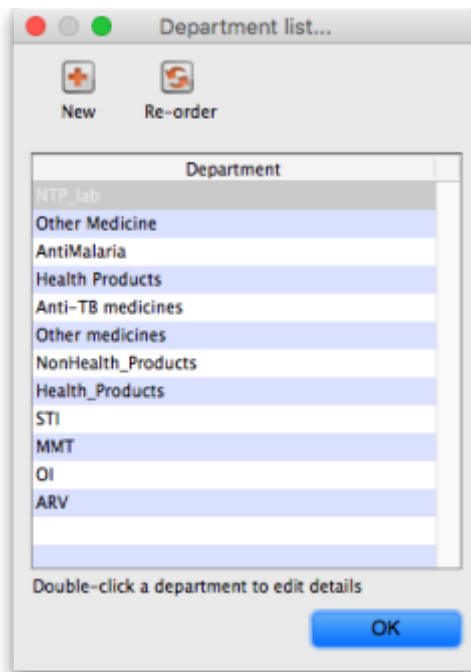 Department list...
New Re-order
Department
NTP_lab
Other Medicine
AntiMalaria
Health Products
Anti-TB medicines
Other medicines
NonHealth_Products
Health_Products
STI
MMT
OI
ARV
Double-click a department to edit details
OK